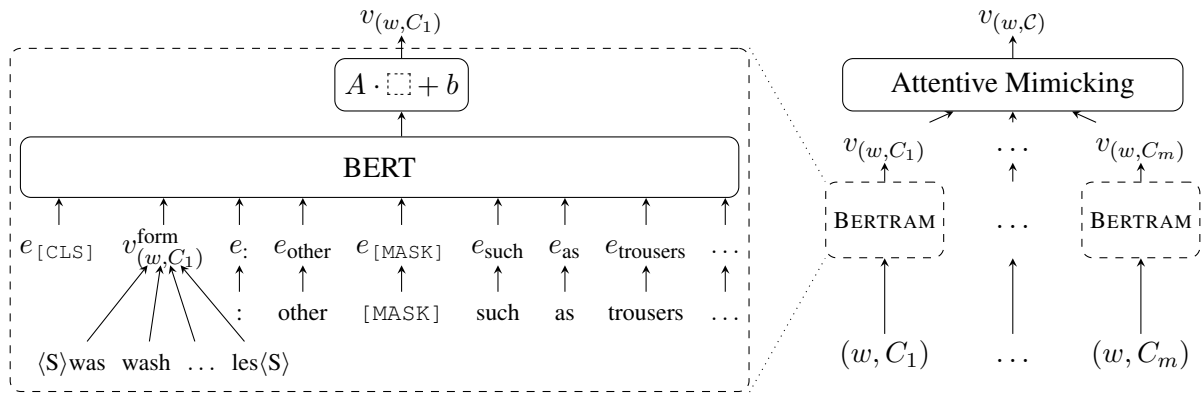 v_(w,C_1)
A · ⬚ + b
BERT
e_[CLS] v^form_(w,C_1) e_: e_other e_[MASK] e_such e_as e_trousers ...
: other [MASK] such as trousers ...
⟨S⟩was wash ... les⟨S⟩
v_(w,𝒞)
Attentive Mimicking
v_(w,C_1) ... v_(w,C_m)
BERTRAM ... BERTRAM
(w, C_1) ... (w, C_m)